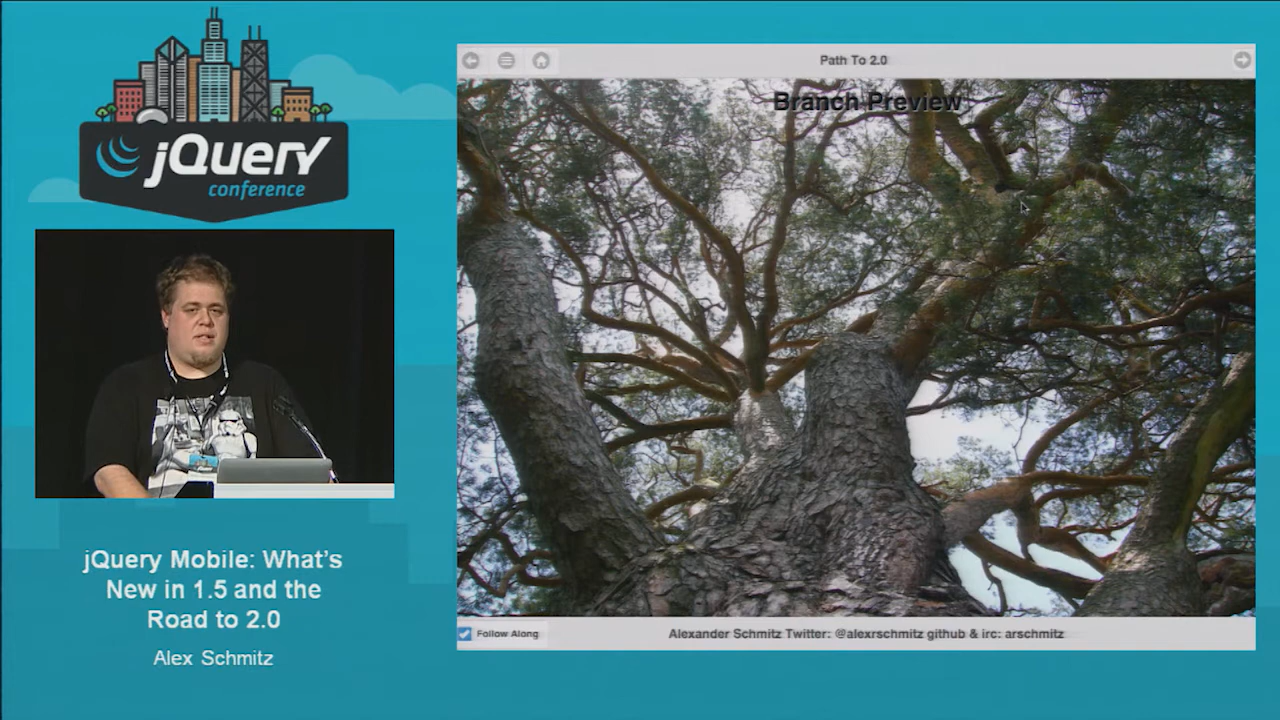 jQuery
conference
Path To 2.0
Branch Preview
jQuery Mobile: What's
New in 1.5 and the
Road to 2.0
Alex Schmitz
Follow Along
Alexander Schmitz Twitter: @alexrschmitz github & irc: arschmitz